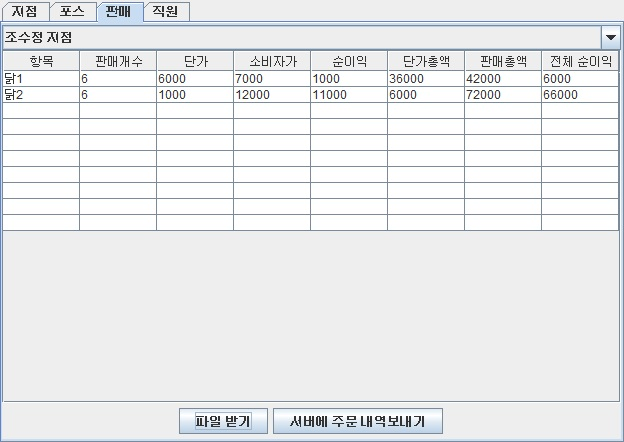 지점 포스 판매 직원
조수정 지점
항목 판매개수 단가 소비자가 순이익 단가총액 판매총액 전체 순이익
닭1 6 6000 7000 1000 36000 42000 6000
닭2 6 1000 12000 11000 6000 72000 66000
파일 받기 서버에 주문 내역보내기